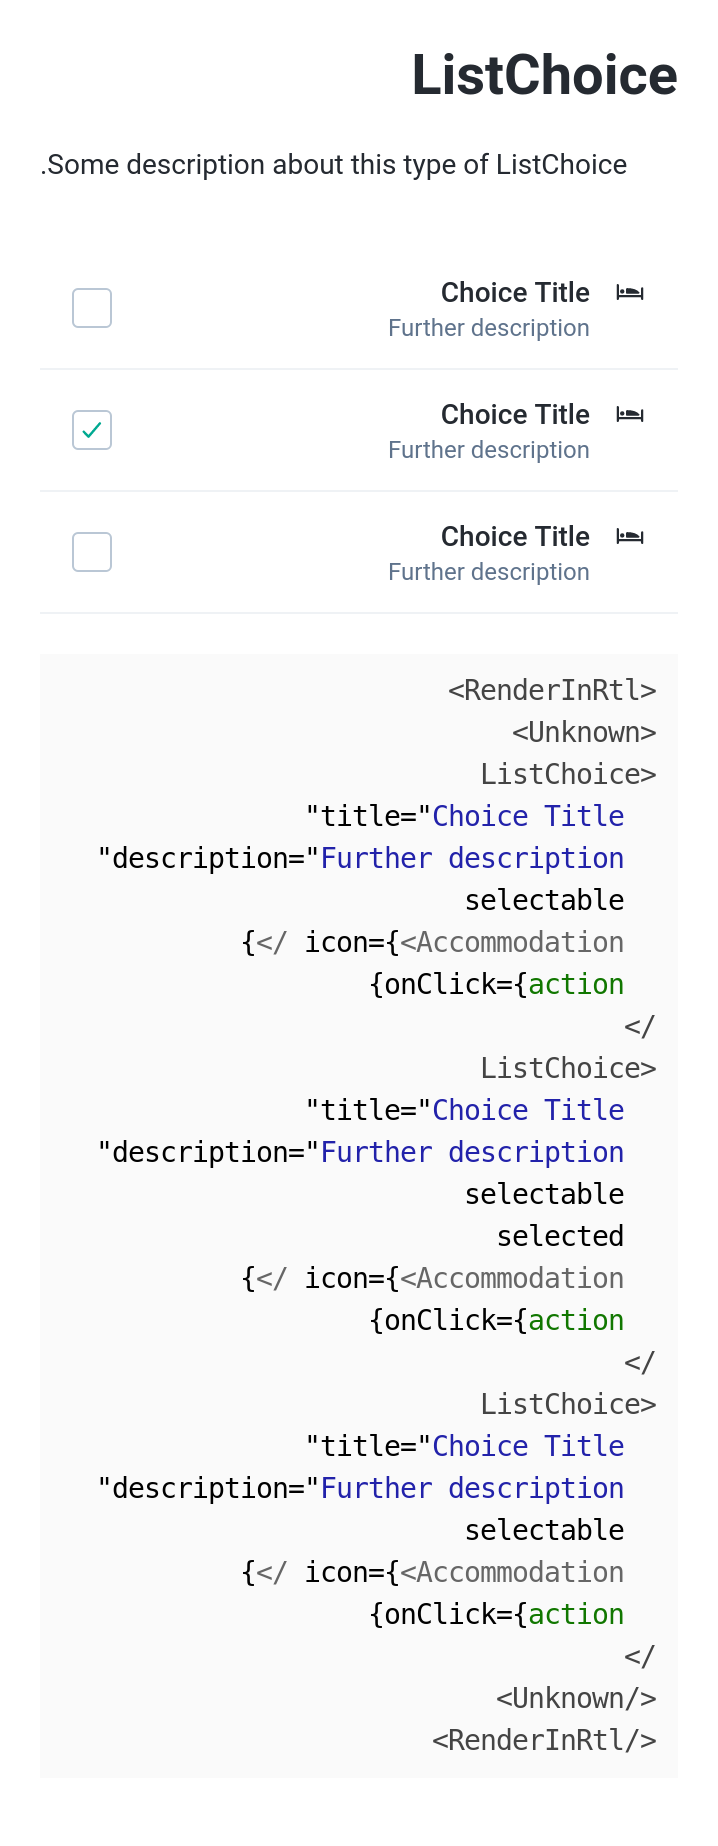 ListChoice
.Some description about this type of ListChoice
Choice Title
Further description
Choice Title
Further description
Choice Title
Further description
<RenderInRtl>
<Unknown>
ListChoice>
"title="Choice Title
"description="Further description
selectable
{</ icon={<Accommodation
{onClick={action
</
ListChoice>
"title="Choice Title
"description="Further description
selectable
selected
{</ icon={<Accommodation
{onClick={action
</
ListChoice>
"title="Choice Title
"description="Further description
selectable
{</ icon={<Accommodation
{onClick={action
</
<Unknown/>
<RenderInRtl/>